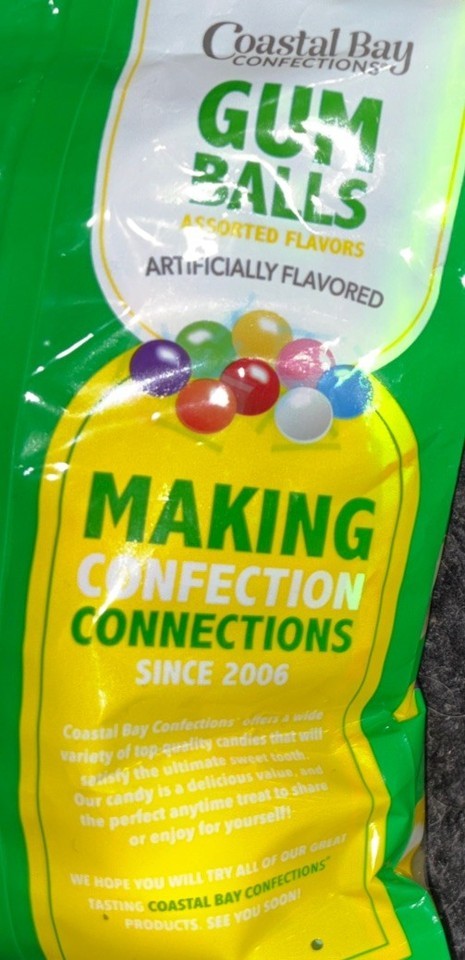 Coastal Bay
CONFECTIONS®
GUM
BALLS
ASSORTED FLAVORS
ARTIFICIALLY FLAVORED
MAKING
CONFECTION
CONNECTIONS
SINCE 2006
Coastal Bay Confections™ offers a wide
variety of top quality candies that will
satisfy the ultimate sweet tooth.
Our candy is a delicious value, and
the perfect anytime treat to share
or enjoy for yourself!
WE HOPE YOU WILL TRY ALL OF OUR GREAT
TASTING COASTAL BAY CONFECTIONS™
PRODUCTS. SEE YOU SOON!